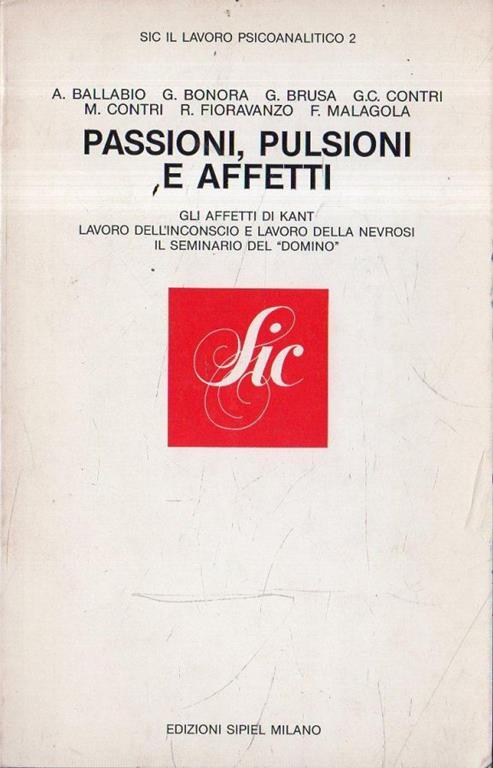 SIC IL LAVORO PSICOANALITICO 2
A. BALLABIO G. BONORA G. BRUSA G.C. CONTRI
M. CONTRI R. FIORAVANZO F. MALAGOLA
PASSIONI, PULSIONI
E AFFETTI
GLI AFFETTI DI KANT
LAVORO DELL'INCONSCIO E LAVORO DELLA NEVROSI
IL SEMINARIO DEL "DOMINO"
Sic
EDIZIONI SIPIEL MILANO